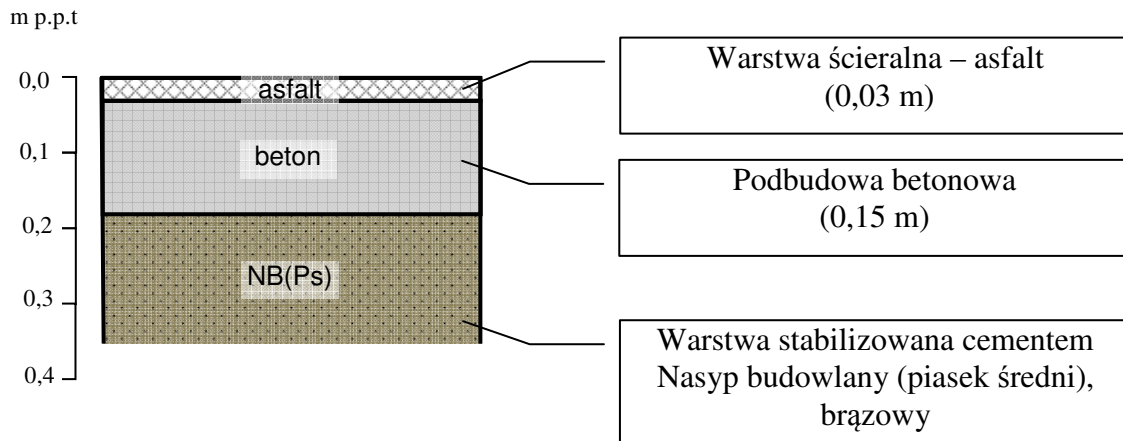 m p.p.t
0,0
0,1
0,2
0,3
0,4
asfalt
beton
NB(Ps)
Warstwa ścieralna – asfalt
(0,03 m)
Podbudowa betonowa
(0,15 m)
Warstwa stabilizowana cementem
Nasyp budowlany (piasek średni),
brązowy